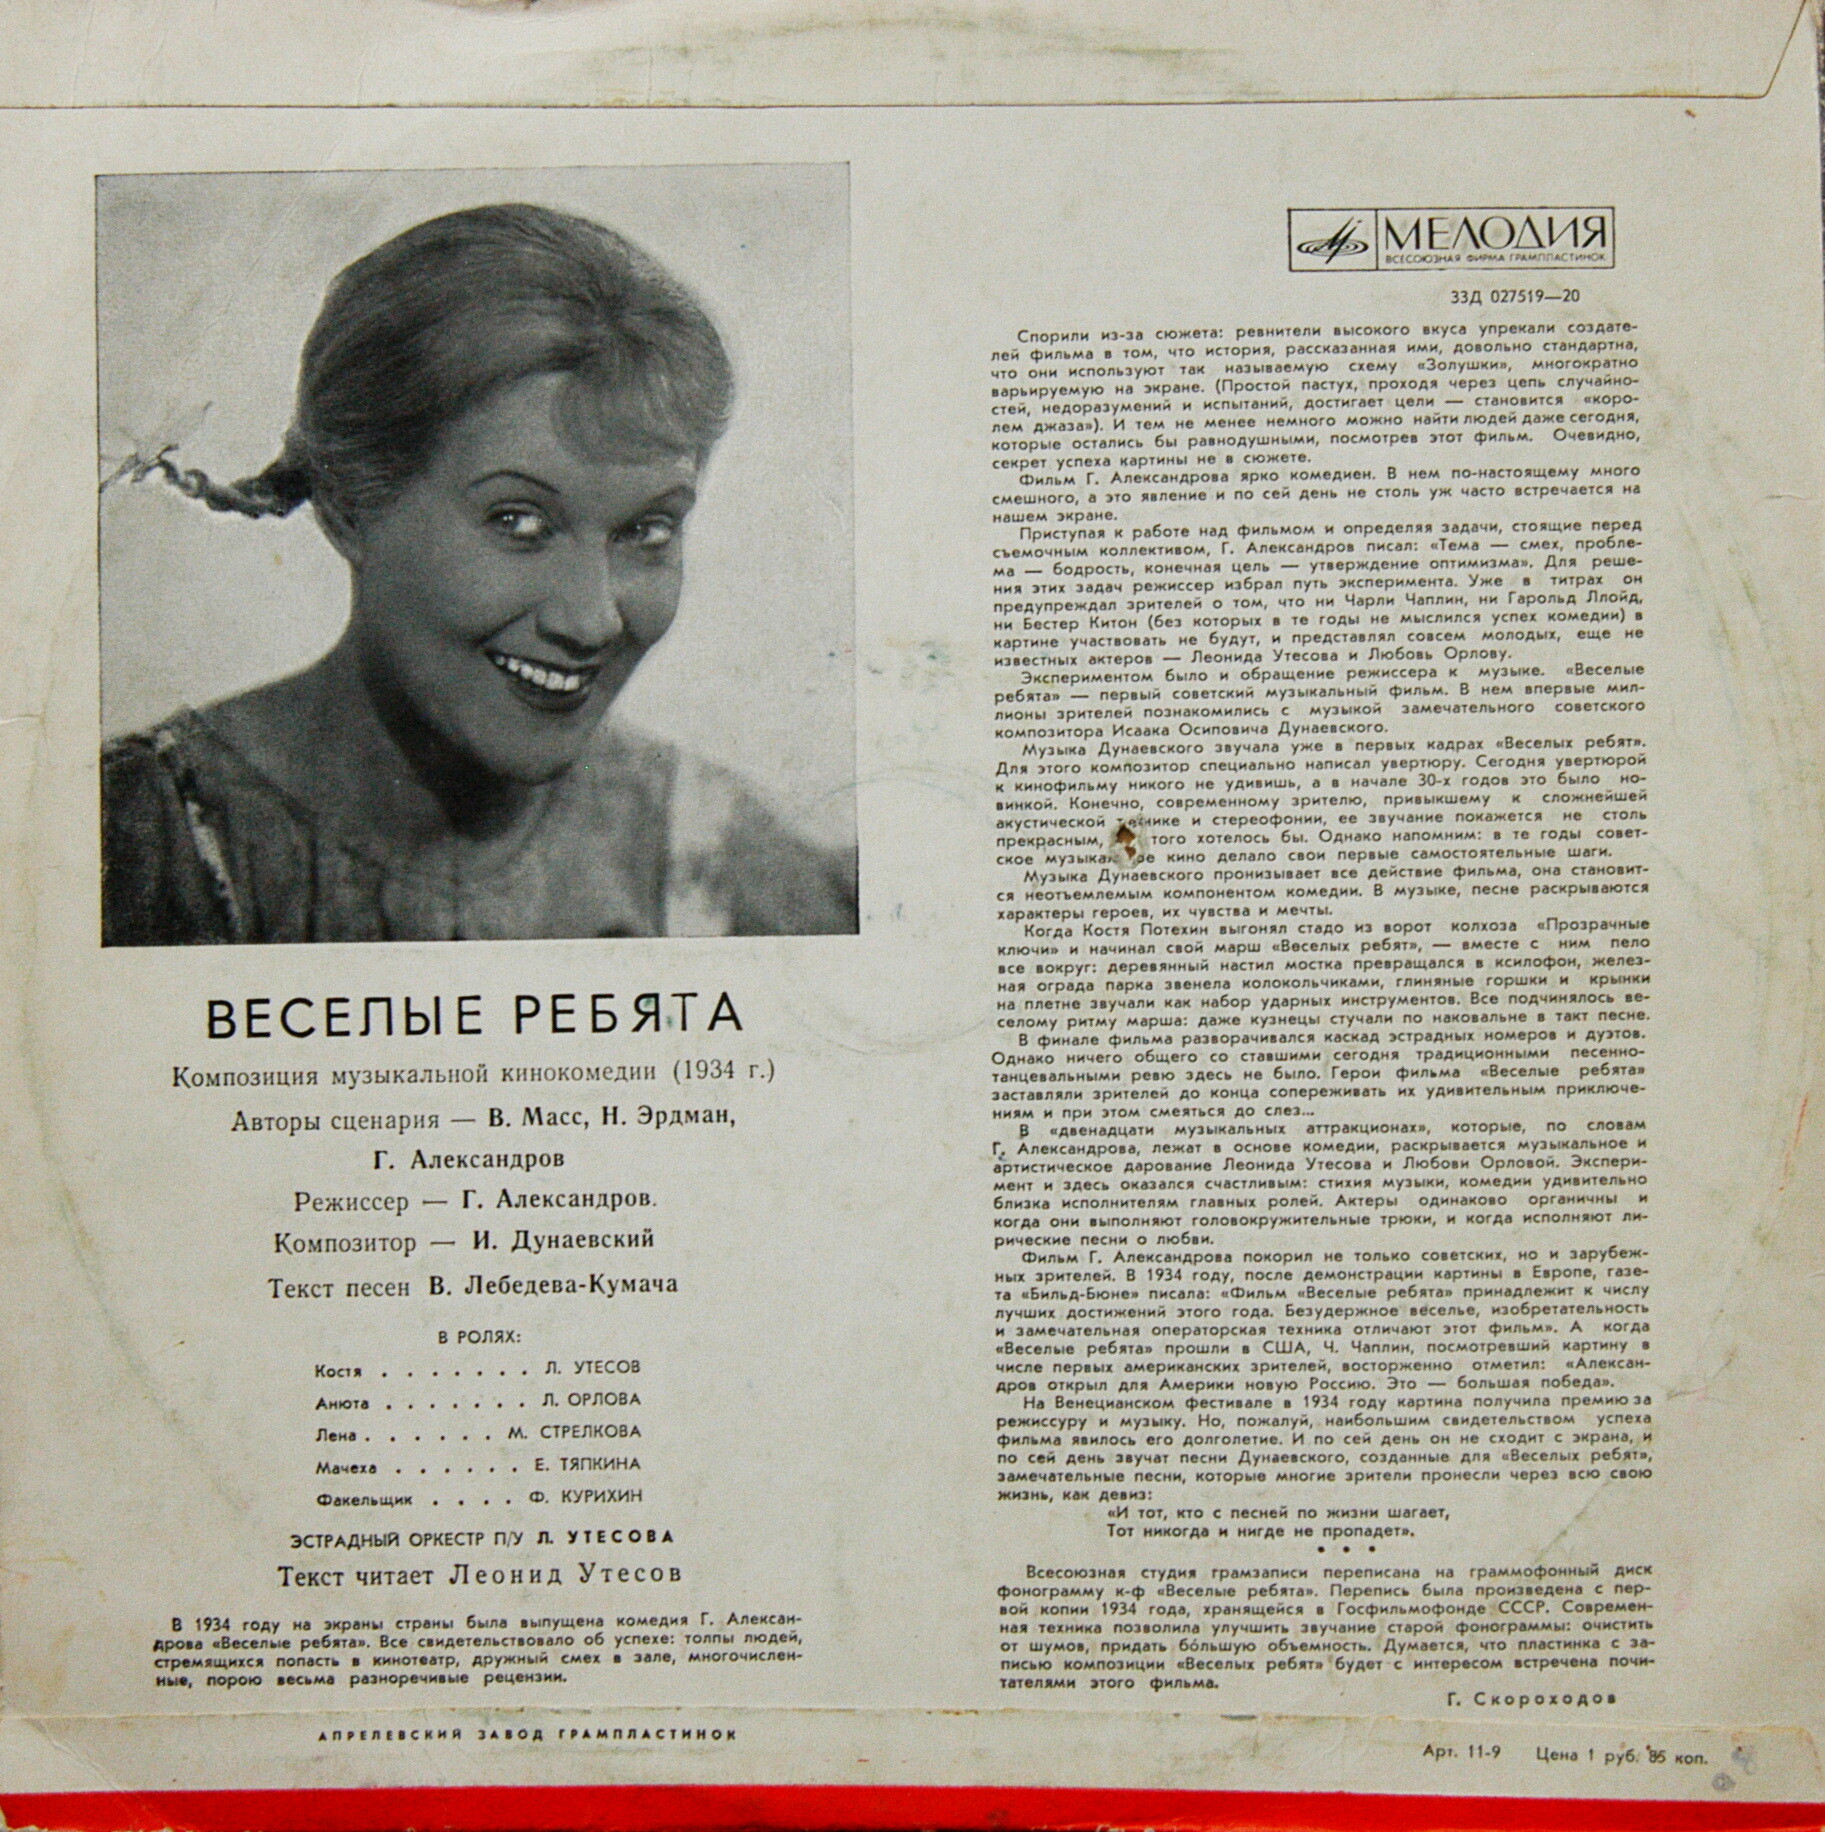 ВЕСЕЛЫЕ РЕБЯТА
Композиция музыкальной кинокомедии (1934 г.)
Авторы сценария — В. Масс, Н. Эрдман,
Г. Александров
Режиссер — Г. Александров.
Композитор — И. Дунаевский
Текст песен В. Лебедева-Кумача
В РОЛЯХ:
Костя . . . . . . . Л. УТЕСОВ
Анюта . . . . . . . Л. ОРЛОВА
Лена . . . . . . М. СТРЕЛКОВА
Мачеха . . . . . . Е. ТЯПКИНА
Факельщик . . . . Ф. КУРИХИН
ЭСТРАДНЫЙ ОРКЕСТР П/У Л. УТЕСОВА
Текст читает Леонид Утесов
В 1934 году на экраны страны была выпущена комедия Г. Алексан-
дрова «Веселые ребята». Все свидетельствовало об успехе: толпы людей,
стремящихся попасть в кинотеатр, дружный смех в зале, многочислен-
ные, порою весьма разноречивые рецензии.
АПРЕЛЕВСКИЙ ЗАВОД ГРАМПЛАСТИНОК
МЕЛОДИЯ
ВСЕСОЮЗНАЯ ФИРМА ГРАМПЛАСТИНОК
33Д 027519—20
Спорили из-за сюжета: ревнители высокого вкуса упрекали создате-
лей фильма в том, что история, рассказанная ими, довольно стандартна,
что они используют так называемую схему «Золушки», многократно
варьируемую на экране. (Простой пастух, проходя через цепь случайно-
стей, недоразумений и испытаний, достигает цели — становится «коро-
лем джаза»). И тем не менее немного можно найти людей даже сегодня,
которые остались бы равнодушными, посмотрев этот фильм. Очевидно,
секрет успеха картины не в сюжете.
Фильм Г. Александрова ярко комедиен. В нем по-настоящему много
смешного, а это явление и по сей день не столь уж часто встречается на
нашем экране.
Приступая к работе над фильмом и определяя задачи, стоящие перед
съемочным коллективом, Г. Александров писал: «Тема — смех, пробле-
ма — бодрость, конечная цель — утверждение оптимизма». Для реше-
ния этих задач режиссер избрал путь эксперимента. Уже в титрах он
предупреждал зрителей о том, что ни Чарли Чаплин, ни Гарольд Ллойд,
ни Бестер Китон (без которых в те годы не мыслился успех комедии) в
картине участвовать не будут, и представлял совсем молодых, еще не
известных актеров — Леонида Утесова и Любовь Орлову.
Экспериментом было и обращение режиссера к музыке. «Веселые
ребята» — первый советский музыкальный фильм. В нем впервые мил-
лионы зрителей познакомились с музыкой замечательного советского
композитора Исаака Осиповича Дунаевского.
Музыка Дунаевского звучала уже в первых кадрах «Веселых ребят».
Для этого композитор специально написал увертюру. Сегодня увертюрой
к кинофильму никого не удивишь, а в начале 30-х годов это было но-
винкой. Конечно, современному зрителю, привыкшему к сложнейшей
акустической технике и стереофонии, ее звучание покажется не столь
прекрасным, того хотелось бы. Однако напомним: в те годы совет-
ское музыкальное кино делало свои первые самостоятельные шаги.
Музыка Дунаевского пронизывает все действие фильма, она становит-
ся неотъемлемым компонентом комедии. В музыке, песне раскрываются
характеры героев, их чувства и мечты.
Когда Костя Потехин выгонял стадо из ворот колхоза «Прозрачные
ключи» и начинал свой марш «Веселых ребят», — вместе с ним пело
все вокруг: деревянный настил мостка превращался в ксилофон, желез-
ная ограда парка звенела колокольчиками, глиняные горшки и крынки
на плетне звучали как набор ударных инструментов. Все подчинялось ве-
селому ритму марша: даже кузнецы стучали по наковальне в такт песне.
В финале фильма разворачивался каскад эстрадных номеров и дуэтов.
Однако ничего общего со ставшими сегодня традиционными песенно-
танцевальными ревю здесь не было. Герои фильма «Веселые ребята»
заставляли зрителей до конца сопереживать их удивительным приключе-
ниям и при этом смеяться до слез...
В «двенадцати музыкальных аттракционах», которые, по словам
Г. Александрова, лежат в основе комедии, раскрывается музыкальное и
артистическое дарование Леонида Утесова и Любови Орловой. Экспери-
мент и здесь оказался счастливым: стихия музыки, комедии удивительно
близка исполнителям главных ролей. Актеры одинаково органичны и
когда они выполняют головокружительные трюки, и когда исполняют ли-
рические песни о любви.
Фильм Г. Александрова покорил не только советских, но и зарубеж-
ных зрителей. В 1934 году, после демонстрации картины в Европе, газе-
та «Бильд-Бюне» писала: «Фильм «Веселые ребята» принадлежит к числу
лучших достижений этого года. Безудержное веселье, изобретательность
и замечательная операторская техника отличают этот фильм». А когда
«Веселые ребята» прошли в США, Ч. Чаплин, посмотревший картину в
числе первых американских зрителей, восторженно отметил: «Алексан-
дров открыл для Америки новую Россию. Это — большая победа».
На Венецианском фестивале в 1934 году картина получила премию за
режиссуру и музыку. Но, пожалуй, наибольшим свидетельством успеха
фильма явилось его долголетие. И по сей день он не сходит с экрана, и
по сей день звучат песни Дунаевского, созданные для «Веселых ребят»,
замечательные песни, которые многие зрители пронесли через всю свою
жизнь, как девиз:
«И тот, кто с песней по жизни шагает,
Тот никогда и нигде не пропадет».
• • •
Всесоюзная студия грамзаписи переписана на граммофонный диск
фонограмму к-ф «Веселые ребята». Перепись была произведена с пер-
вой копии 1934 года, хранящейся в Госфильмофонде СССР. Современ-
ная техника позволила улучшить звучание старой фонограммы: очистить
от шумов, придать бо́льшую объемность. Думается, что пластинка с за-
писью композиции «Веселых ребят» будет с интересом встречена почи-
тателями этого фильма.
Г. Скороходов
Арт. 11-9 Цена 1 руб. 85 коп.